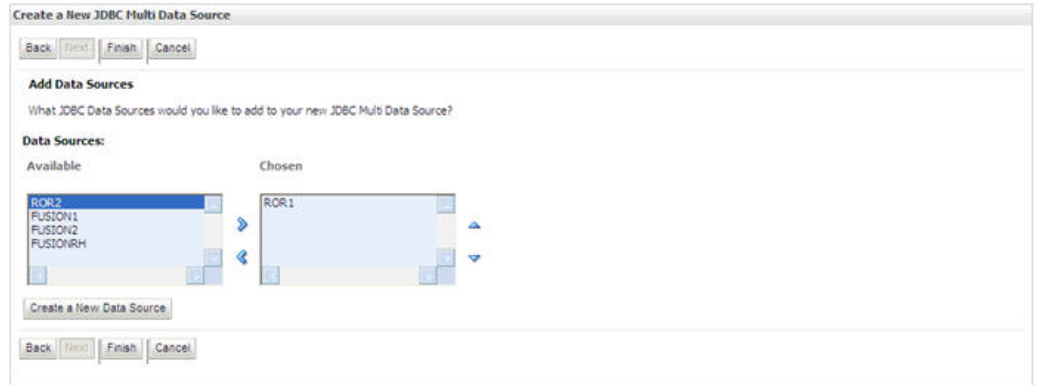 Create a New JDBC Multi Data Source
Back Next Finish Cancel
Add Data Sources
What JDBC Data Sources would you like to add to your new JDBC Multi Data Source?
Data Sources:
Available Chosen
ROR2 ROR1
FUSION1
FUSION2
FUSIONRH
Create a New Data Source
Back Next Finish Cancel